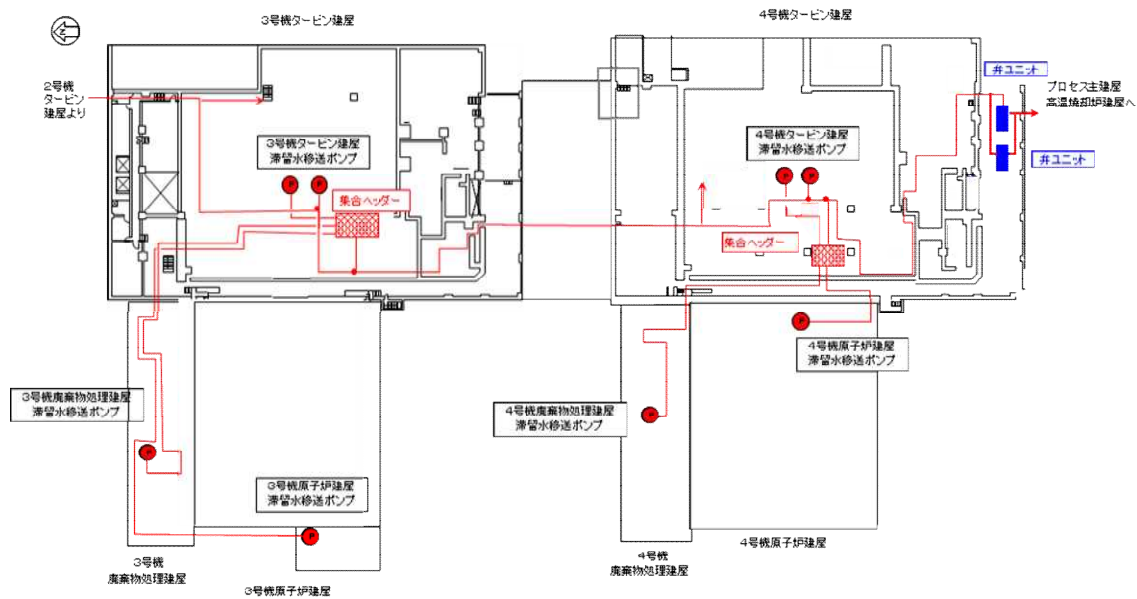 3号機タービン建屋
4号機タービン建屋
Z
弁ユニット
2号機
タービン
建屋より
プロセス主建屋
高温焼却炉建屋へ
3号機タービン建屋
滞留水移送ポンプ
4号機タービン建屋
滞留水移送ポンプ
弁ユニット
P
P
P
P
集合ヘッダー
集合ヘッダー
P
4号機原子炉建屋
滞留水移送ポンプ
3号機廃棄物処理建屋
滞留水移送ポンプ
4号機廃棄物処理建屋
滞留水移送ポンプ
P
P
3号機原子炉建屋
滞留水移送ポンプ
P
4号機原子炉建屋
3号機
廃棄物処理建屋
4号機
廃棄物処理建屋
3号機原子炉建屋